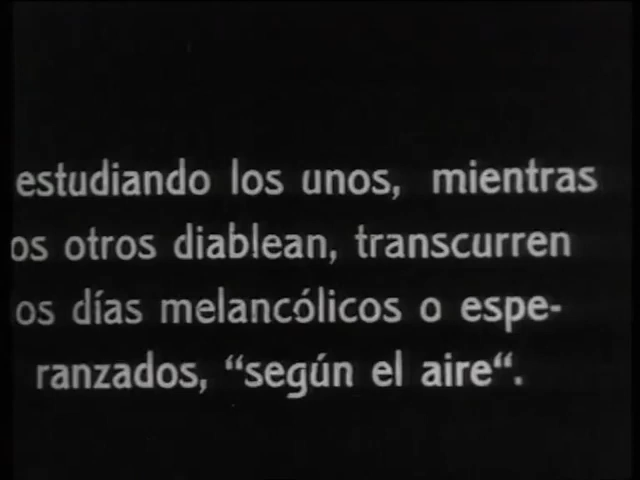 estudiando los unos, mientras
os otros diablean, transcurren
os días melancólicos o espe-
ranzados, “según el aire“.